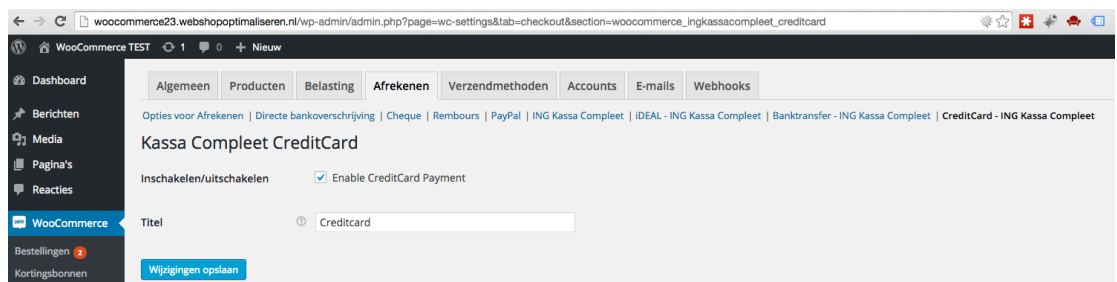 woocommerce23.webshopoptimaliseren.nl/wp-admin/admin.php?page=wc-settings&tab=checkout&section=woocommerce_ingkassacompleet_creditcard
WooCommerce TEST 1 0 + Nieuw
Dashboard
Berichten
Media
Pagina's
Reacties
WooCommerce
Bestellingen 2
Kortingsbonnen
Algemeen Producten Belasting Afrekenen Verzendmethoden Accounts E-mails Webhooks
Opties voor Afrekenen | Directe bankoverschrijving | Cheque | Rembours | PayPal | ING Kassa Compleet | iDEAL - ING Kassa Compleet | Banktransfer - ING Kassa Compleet | CreditCard - ING Kassa Compleet
Kassa Compleet CreditCard
Inschakelen/uitschakelen Enable CreditCard Payment
Titel ? Creditcard
Wijzigingen opslaan